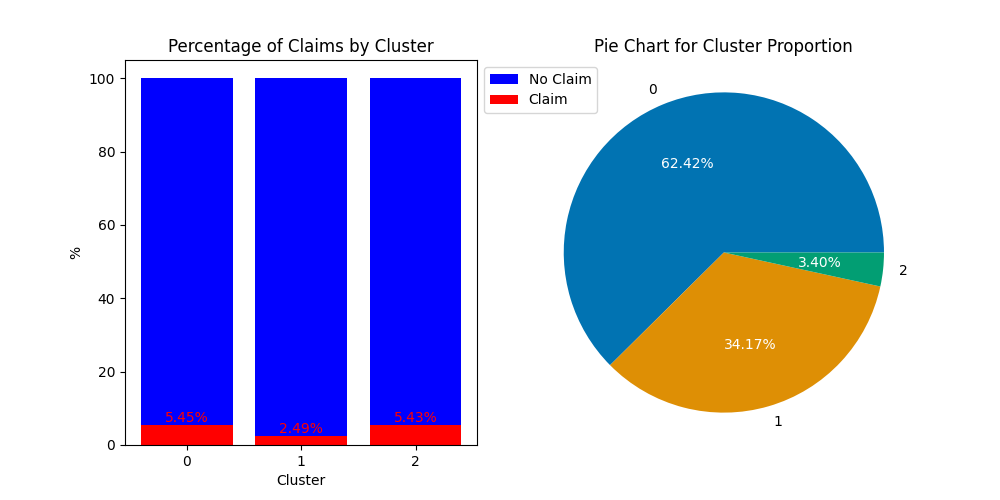 Percentage of Claims by Cluster
100
80
60
40
20
0
%
5.45%
2.49%
5.43%
0 1 2
Cluster
No Claim
Claim
Pie Chart for Cluster Proportion
0
62.42%
3.40%
2
34.17%
1